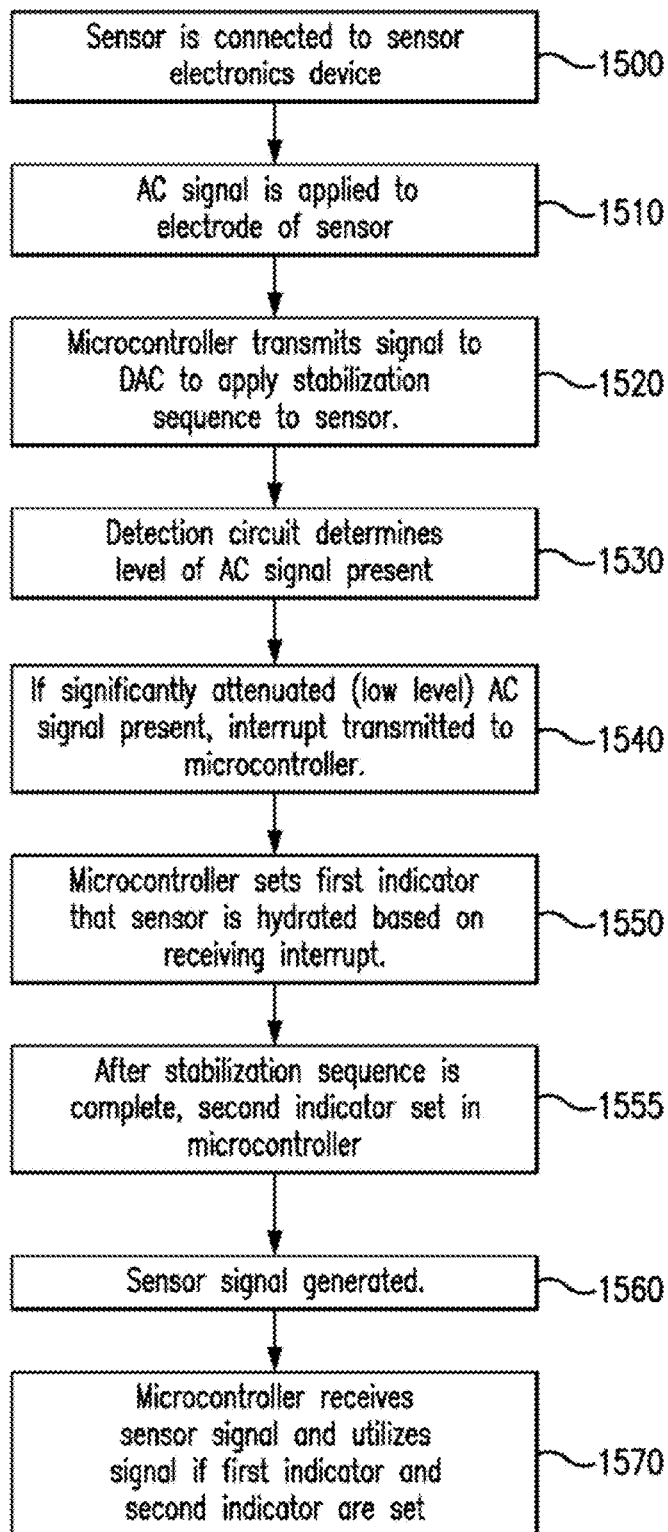 Sensor is connected to sensor
electronics device
1500
AC signal is applied to
electrode of sensor
1510
Microcontroller transmits signal to
DAC to apply stabilization
sequence to sensor.
1520
Detection circuit determines
level of AC signal present
1530
If significantly attenuated (low level) AC
signal present, interrupt transmitted to
microcontroller.
1540
Microcontroller sets first indicator
that sensor is hydrated based on
receiving interrupt.
1550
After stabilization sequence is
complete, second indicator set in
microcontroller
1555
Sensor signal generated.
1560
Microcontroller receives
sensor signal and utilizes
signal if first indicator and
second indicator are set
1570